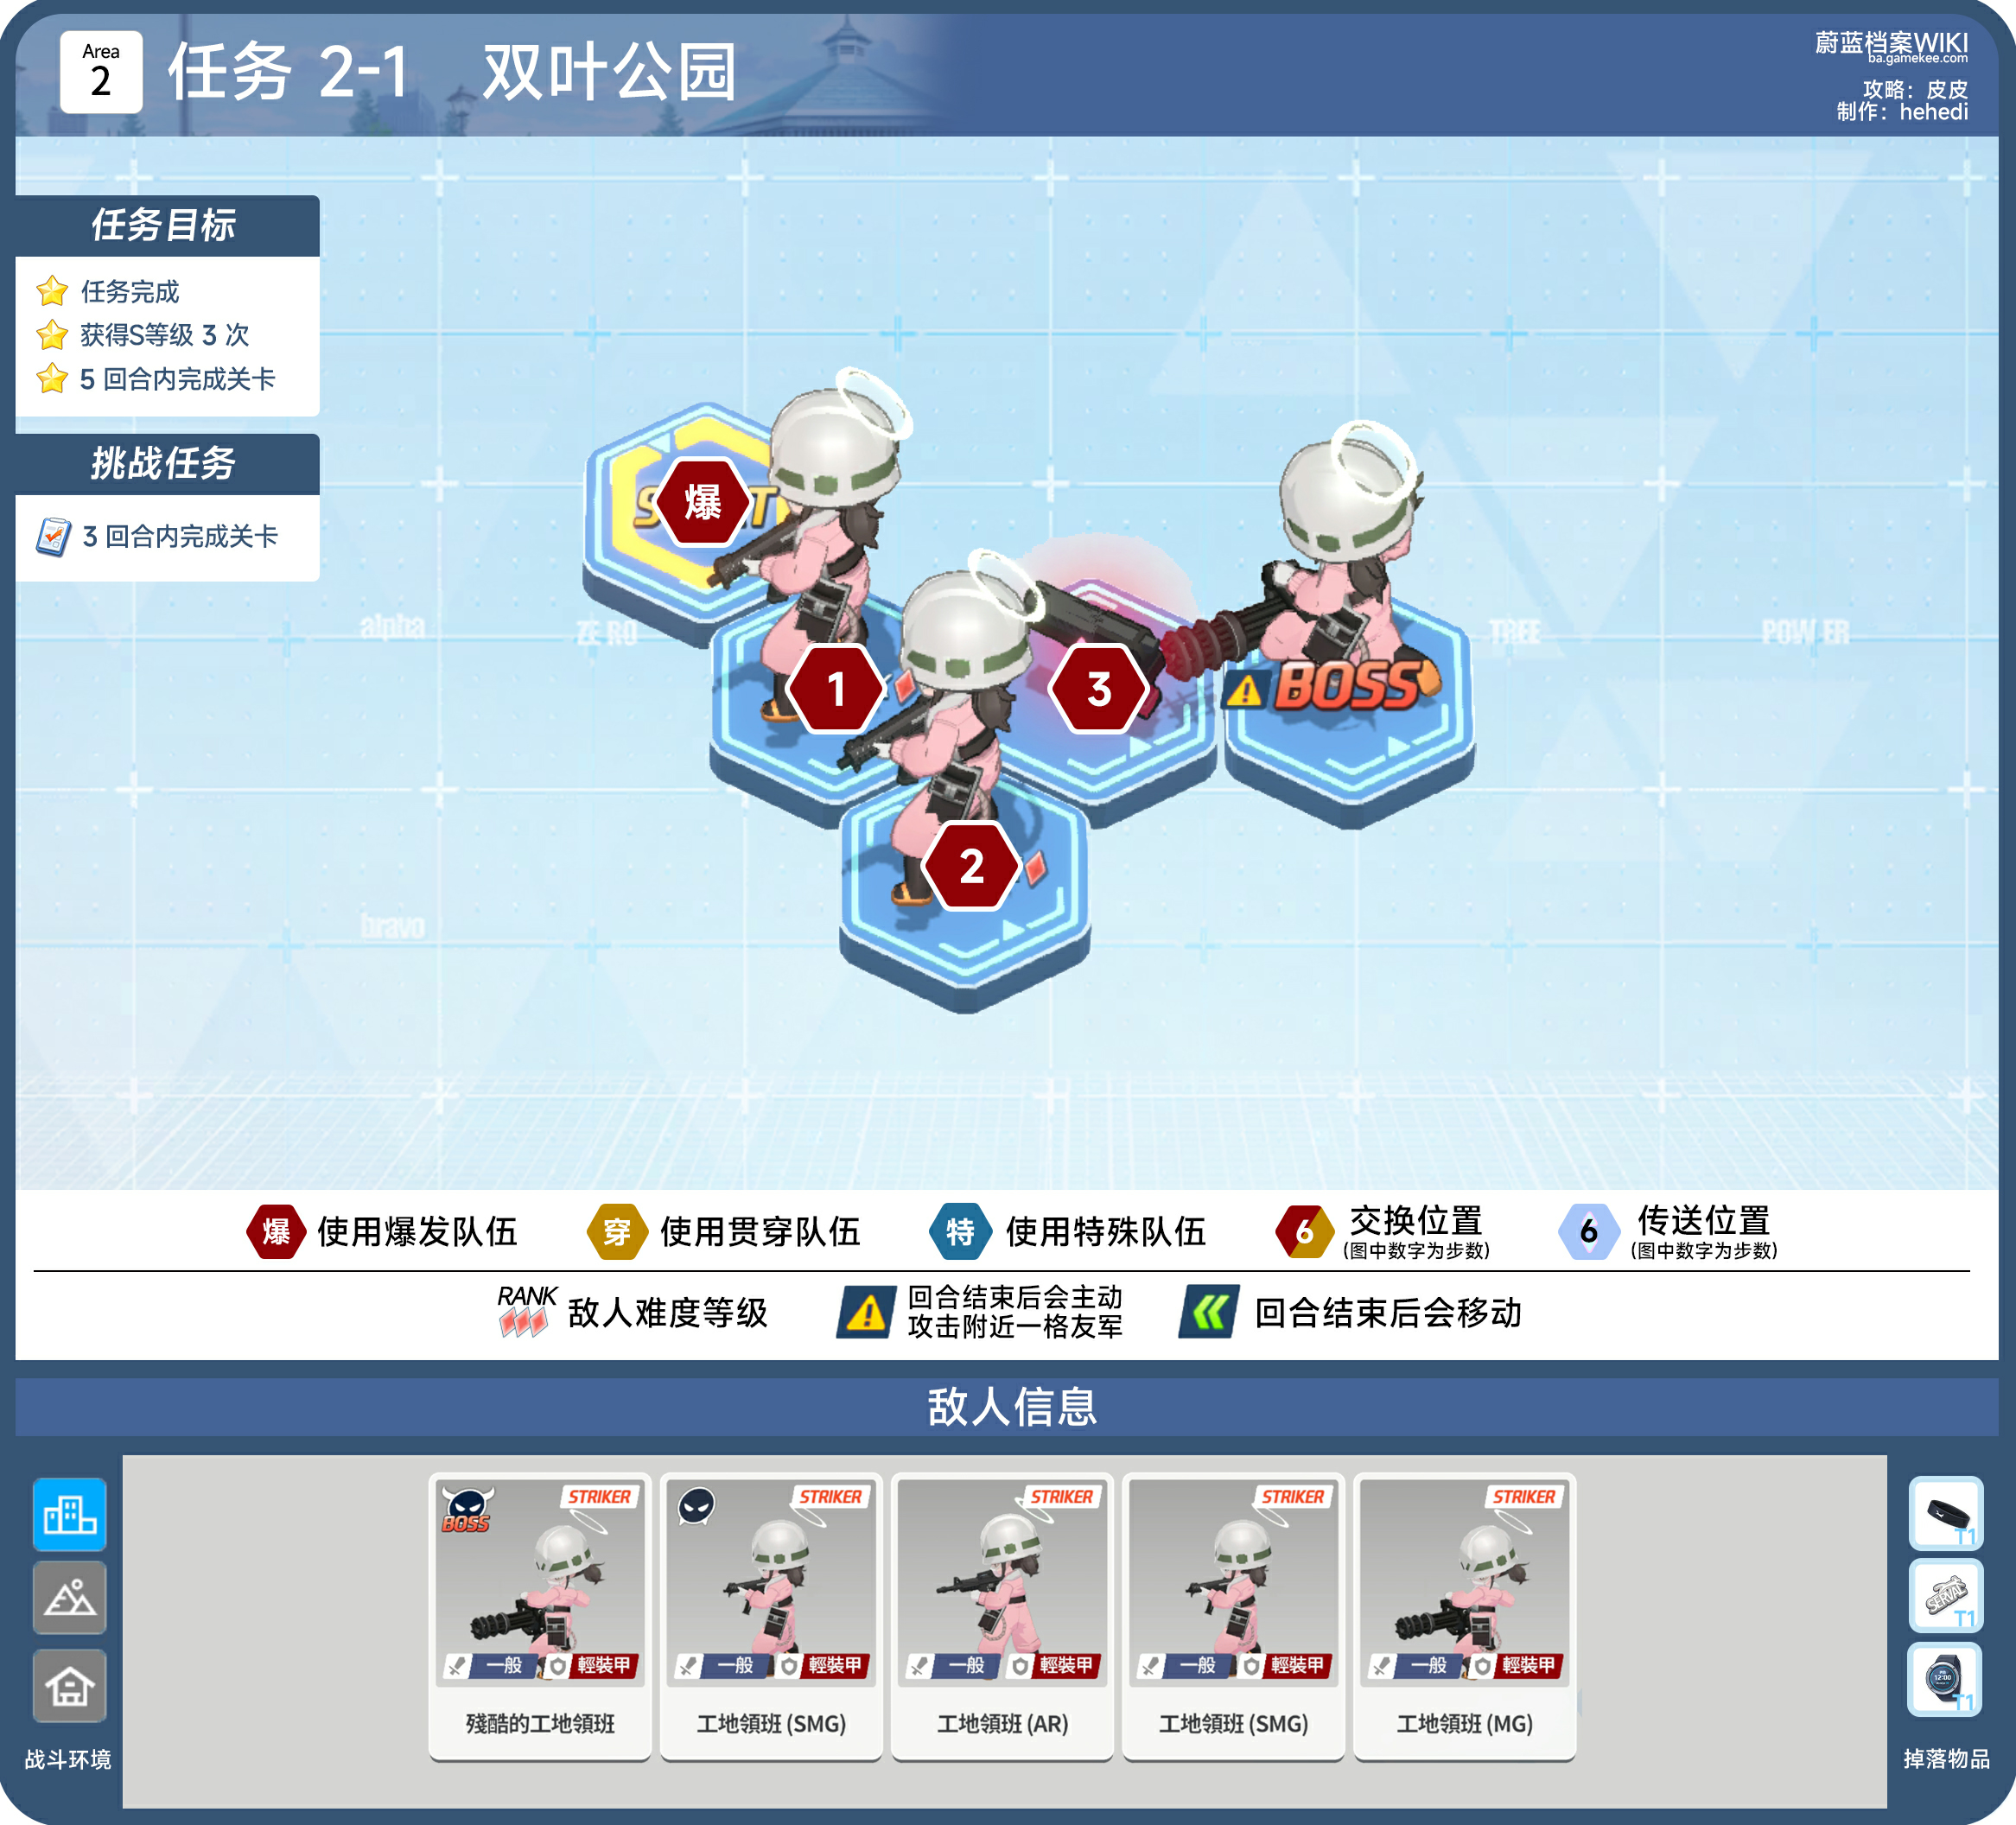 Area
2
任务 2-1 双叶公园
蔚蓝档案WIKI
ba.gamekee.com
攻略：皮皮
制作：hehedi
任务目标
任务完成
获得S等级 3 次
5 回合内完成关卡
挑战任务
3 回合内完成关卡
爆
1
2
3
BOSS
alpha
ZERO
TREE
POWER
bravo
爆 使用爆发队伍
穿 使用贯穿队伍
特 使用特殊队伍
6 交换位置
(图中数字为步数)
6 传送位置
(图中数字为步数)
RANK 敌人难度等级
回合结束后会主动
攻击附近一格友军
回合结束后会移动
敌人信息
战斗环境
BOSS STRIKER
一般 輕裝甲
殘酷的工地領班
STRIKER
一般 輕裝甲
工地領班 (SMG)
STRIKER
一般 輕裝甲
工地領班 (AR)
STRIKER
一般 輕裝甲
工地領班 (SMG)
STRIKER
一般 輕裝甲
工地領班 (MG)
T1
SERVAL
T1
12:00
T1
掉落物品